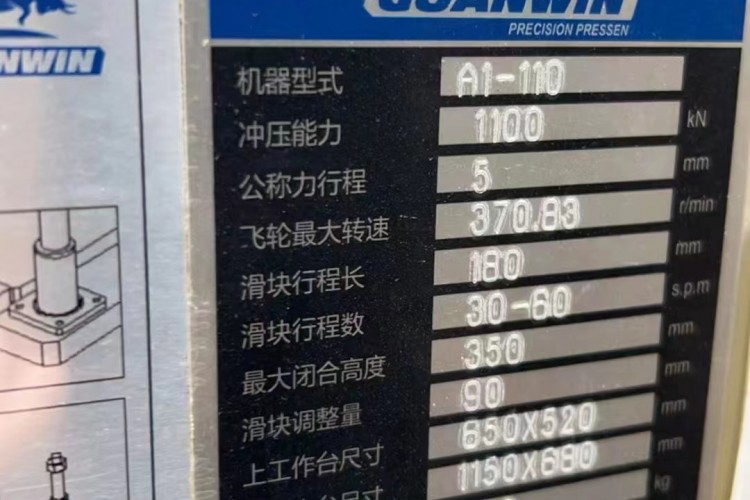 PRECISION PRESSEN
NWIN
机器型式 A1-110
冲压能力 1100 kN
公称力行程 5 mm
飞轮最大转速 370.83 r/min
滑块行程长 180 mm
滑块行程数 30-60 s.p.m
最大闭合高度 350 mm
滑块调整量 90 mm
上工作台尺寸 650X520 mm
1150X680 mm
kg